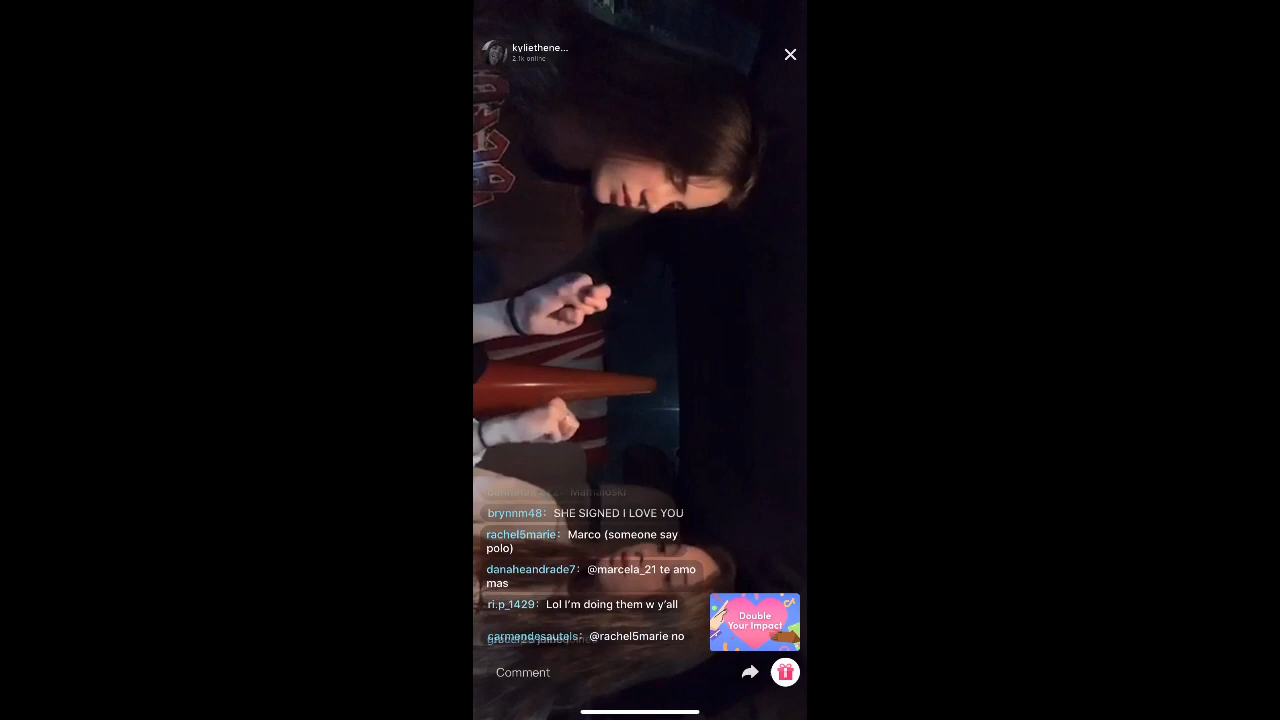 kyliethene...
2.1k online
brynnm48: SHE SIGNED I LOVE YOU
rachel5marie: Marco (someone say
polo)
danaheandrade7: @marcela_21 te amo
mas
ri.p_1429: Lol I'm doing them w y'all
carmendesautels: @rachel5marie no
Double
Your Impact
Comment